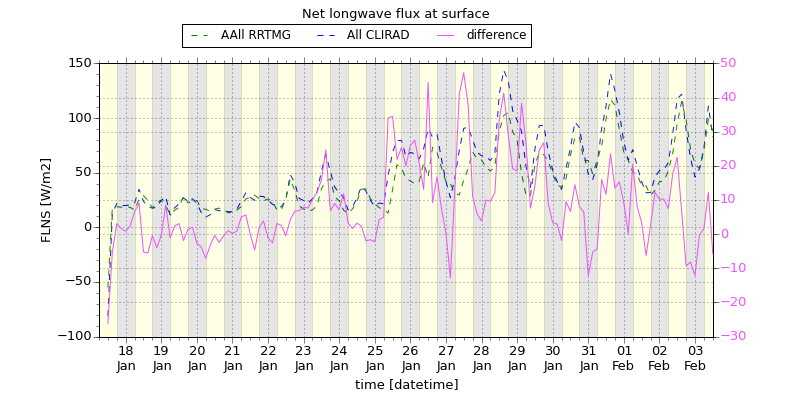 Net longwave flux at surface
AAll RRTMG All CLIRAD difference
150 50
40
100 30
20
50 10
0 0
−10
−50 −20
−100 −30
FLNS [W/m2]
18 19 20 21 22 23 24 25 26 27 28 29 30 31 01 02 03
Jan Jan Jan Jan Jan Jan Jan Jan Jan Jan Jan Jan Jan Jan Feb Feb Feb
time [datetime]